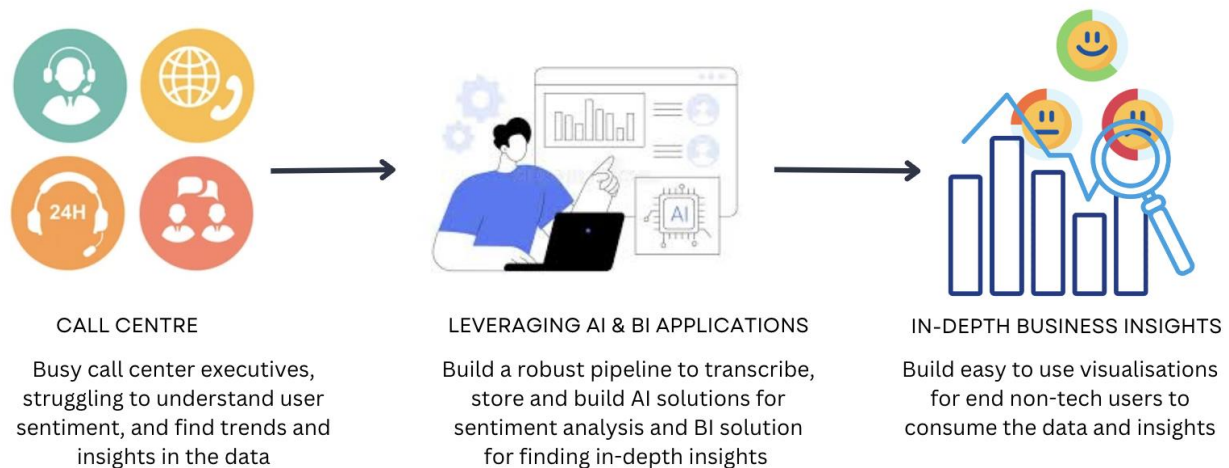 24H
AI
CALL CENTRE
Busy call center executives,
struggling to understand user
sentiment, and find trends and
insights in the data
LEVERAGING AI & BI APPLICATIONS
Build a robust pipeline to transcribe,
store and build AI solutions for
sentiment analysis and BI solution
for finding in-depth insights
IN-DEPTH BUSINESS INSIGHTS
Build easy to use visualisations
for end non-tech users to
consume the data and insights